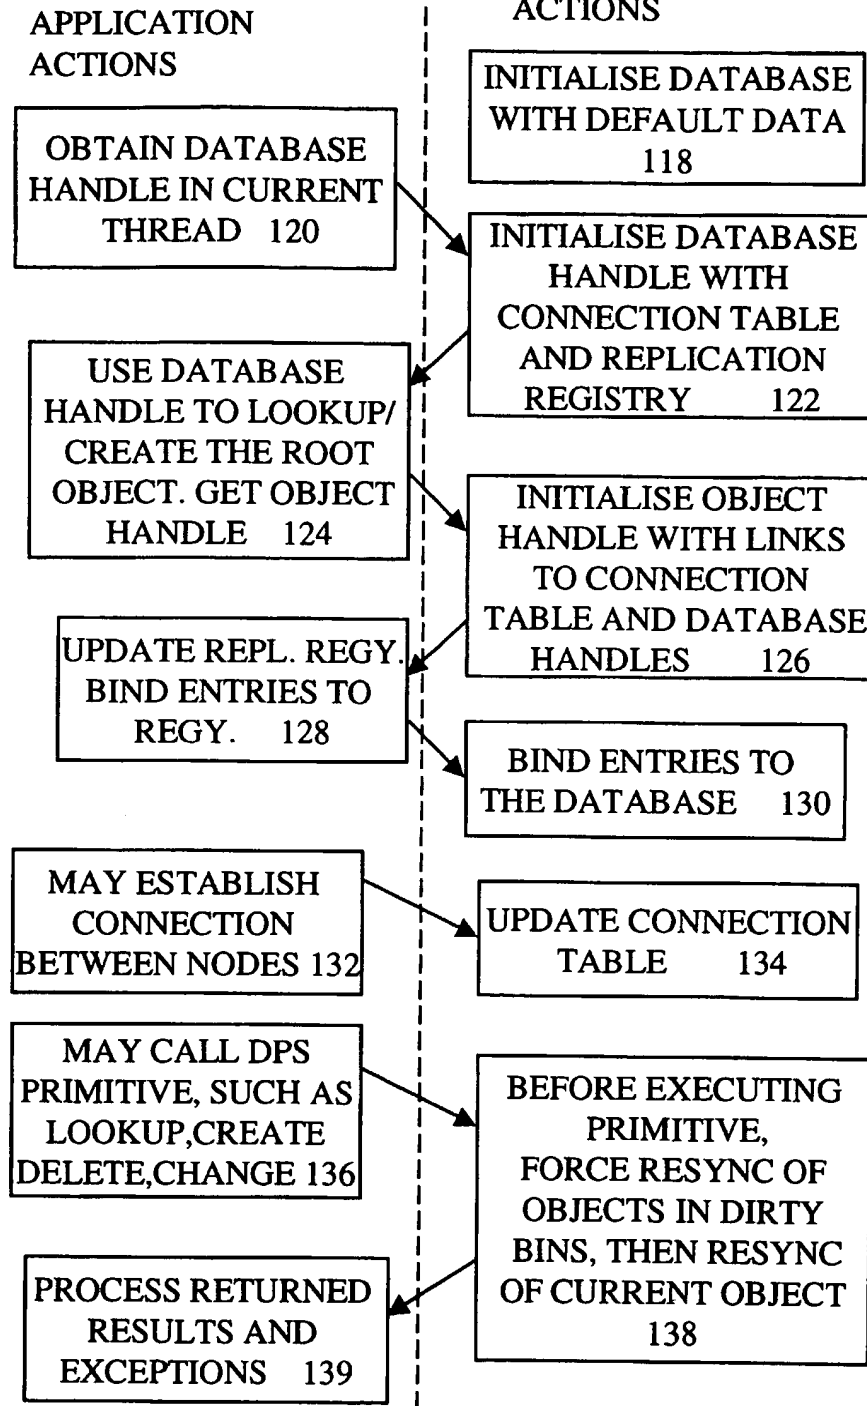 APPLICATION
ACTIONS
ACTIONS
INITIALISE DATABASE
WITH DEFAULT DATA
118
OBTAIN DATABASE
HANDLE IN CURRENT
THREAD 120
INITIALISE DATABASE
HANDLE WITH
CONNECTION TABLE
AND REPLICATION
REGISTRY 122
USE DATABASE
HANDLE TO LOOKUP/
CREATE THE ROOT
OBJECT. GET OBJECT
HANDLE 124
INITIALISE OBJECT
HANDLE WITH LINKS
TO CONNECTION
TABLE AND DATABASE
HANDLES 126
UPDATE REPL. REGY.
BIND ENTRIES TO
REGY. 128
BIND ENTRIES TO
THE DATABASE 130
MAY ESTABLISH
CONNECTION
BETWEEN NODES 132
UPDATE CONNECTION
TABLE 134
MAY CALL DPS
PRIMITIVE, SUCH AS
LOOKUP,CREATE
DELETE,CHANGE 136
BEFORE EXECUTING
PRIMITIVE,
FORCE RESYNC OF
OBJECTS IN DIRTY
BINS, THEN RESYNC
OF CURRENT OBJECT
138
PROCESS RETURNED
RESULTS AND
EXCEPTIONS 139